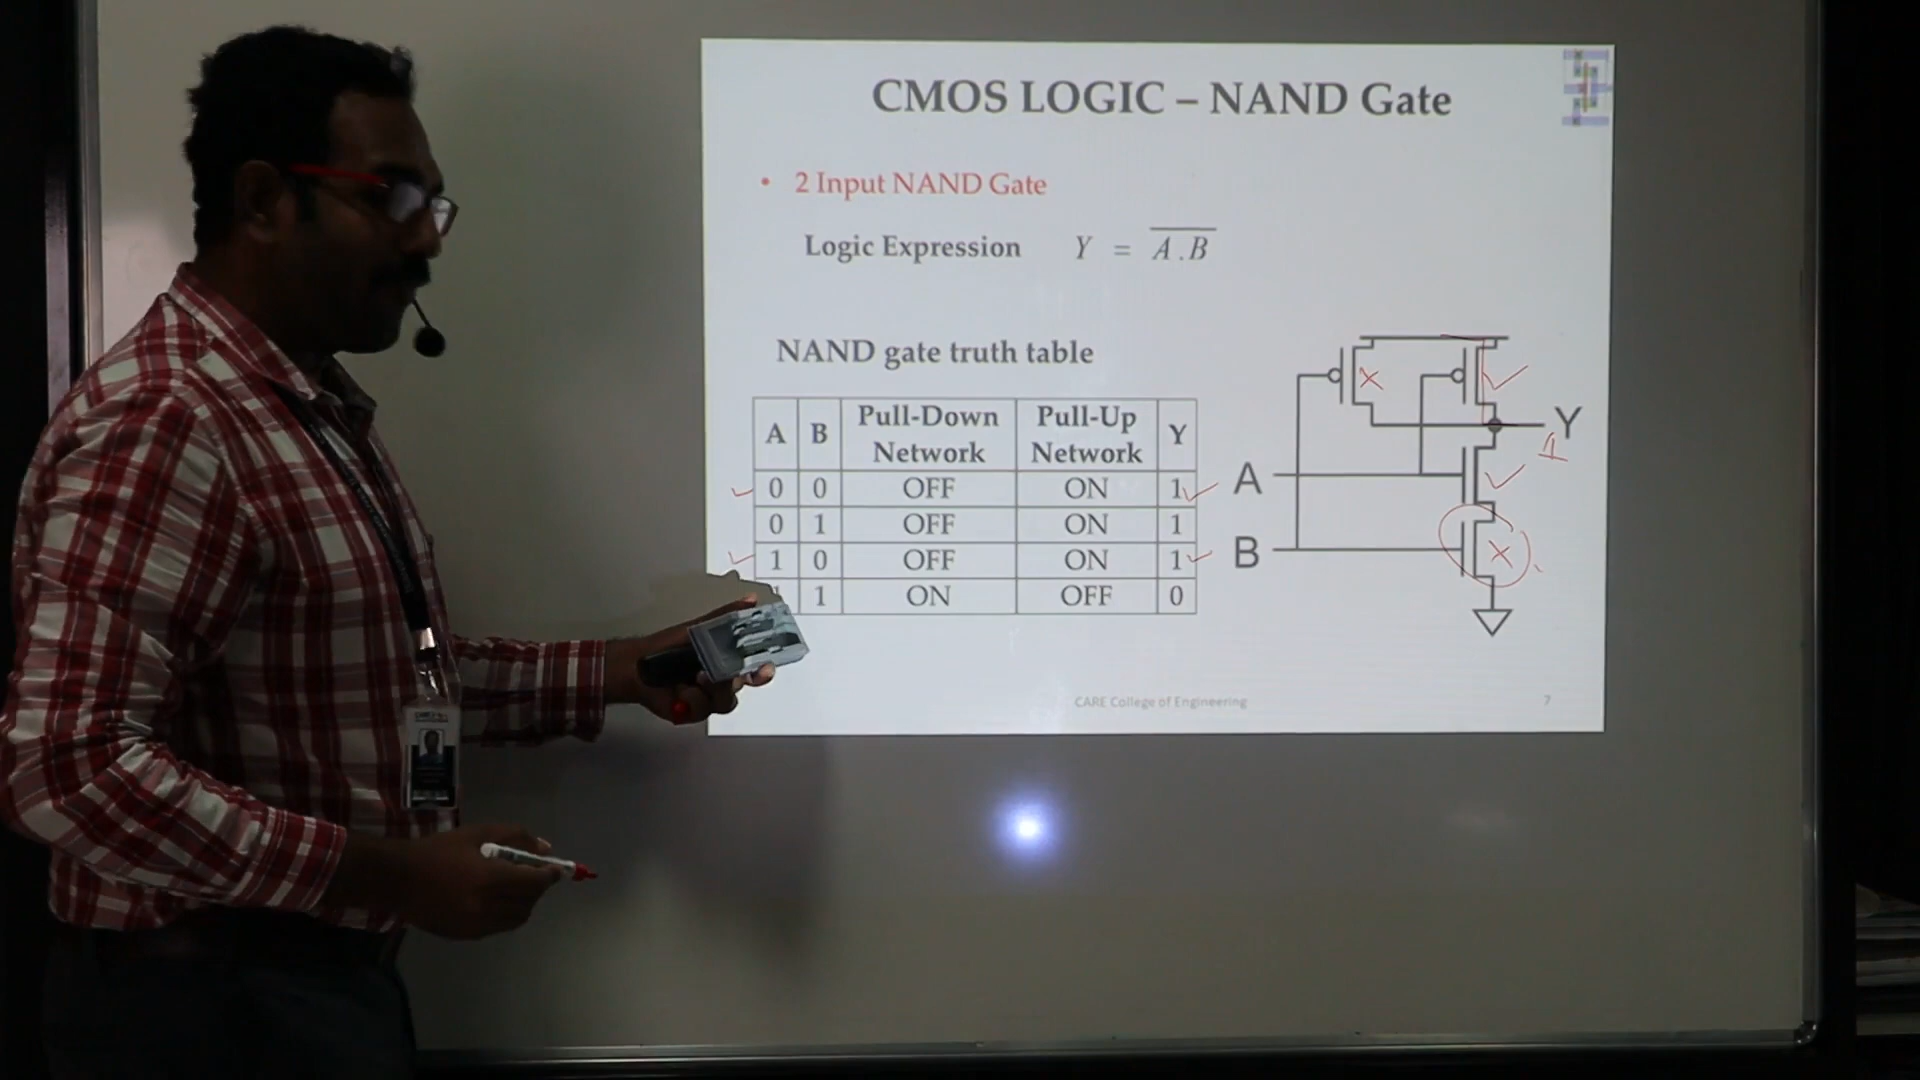 CMOS LOGIC – NAND Gate
• 2 Input NAND Gate
Logic Expression Y = \overline{A.B}
NAND gate truth table
A B Pull-Down Network Pull-Up Network Y
0 0 OFF ON 1
0 1 OFF ON 1
1 0 OFF ON 1
1 ON OFF 0
Y
1
A
B
CARE College of Engineering 7